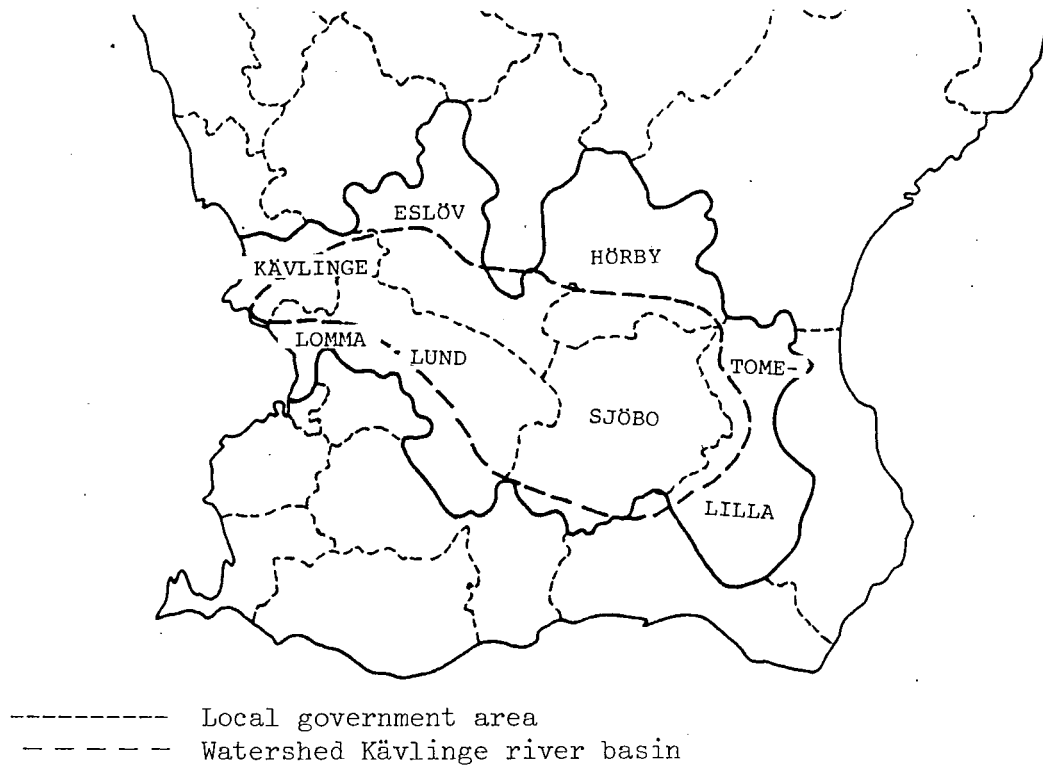 ESLÖV
HÖRBY
KÄVLINGE
LOMMA
LUND
TOME-
SJÖBO
LILLA
Local government area
Watershed Kävlinge river basin